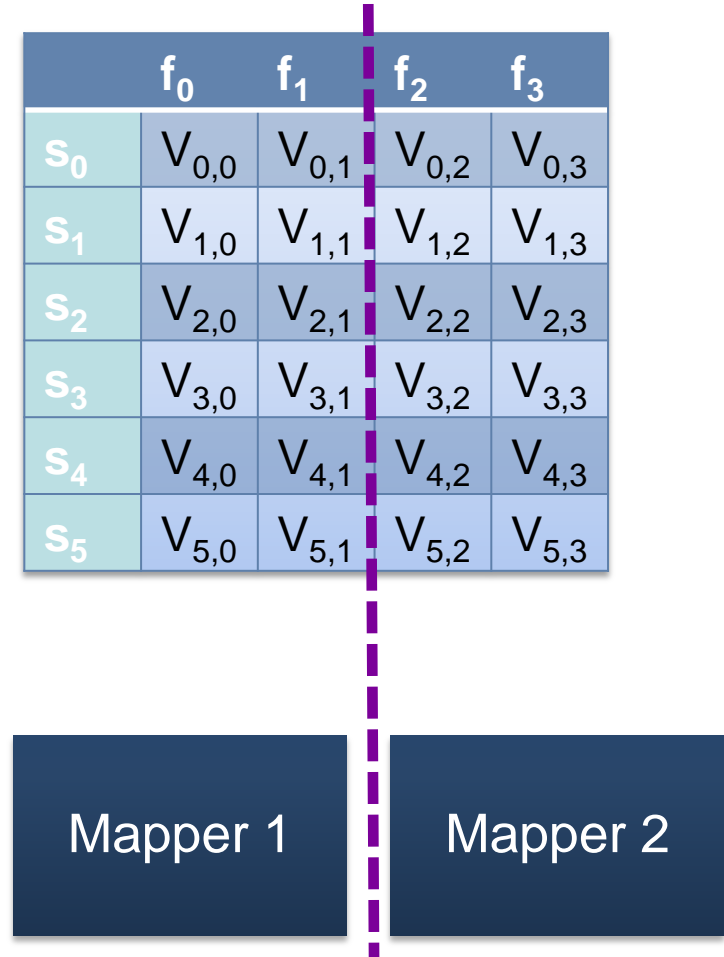 f0 f1 f2 f3
s0 V0,0 V0,1 V0,2 V0,3
s1 V1,0 V1,1 V1,2 V1,3
s2 V2,0 V2,1 V2,2 V2,3
s3 V3,0 V3,1 V3,2 V3,3
s4 V4,0 V4,1 V4,2 V4,3
s5 V5,0 V5,1 V5,2 V5,3
Mapper 1 Mapper 2